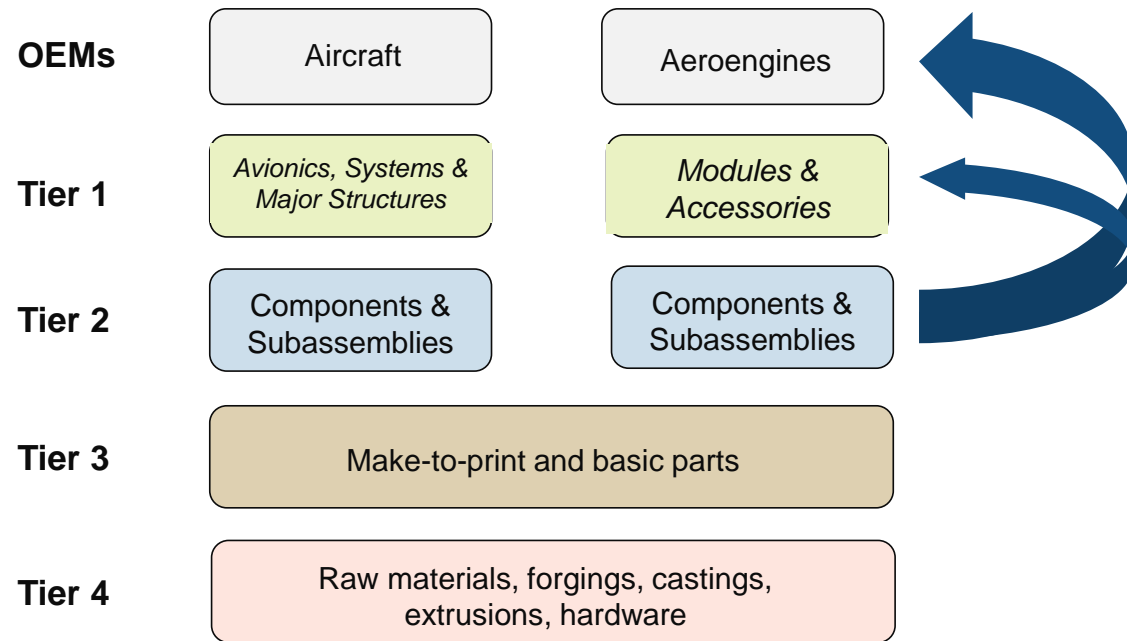 OEMs
Aircraft
Aeroengines
Tier 1
Avionics, Systems &
Major Structures
Modules &
Accessories
Tier 2
Components &
Subassemblies
Components &
Subassemblies
Tier 3
Make-to-print and basic parts
Tier 4
Raw materials, forgings, castings,
extrusions, hardware